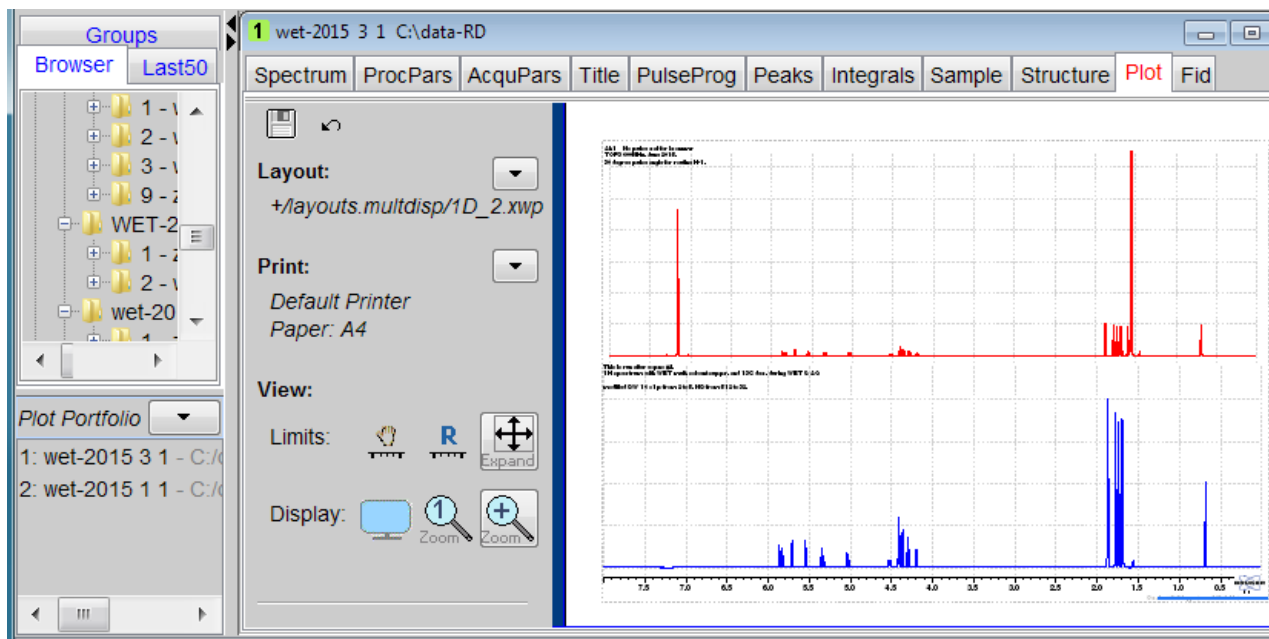 Groups
Browser
Last50
1 - w
2 - w
3 - w
9 - z
WET-2
1 - z
2 - w
wet-20
Plot Portfolio
1: wet-2015 3 1 - C:/
2: wet-2015 1 1 - C:/
1 wet-2015 3 1 C:\data-RD
Spectrum ProcPars AcquPars Title PulseProg Peaks Integrals Sample Structure Plot Fid
Layout:
+/layouts.multdisp/1D_2.xwp
Print:
Default Printer
Paper: A4
View:
Limits:
R
Expand
Display:
1
Zoom
Zoom
7.5 7.0 6.5 6.0 5.5 5.0 4.5 4.0 3.5 3.0 2.5 2.0 1.5 1.0 0.5